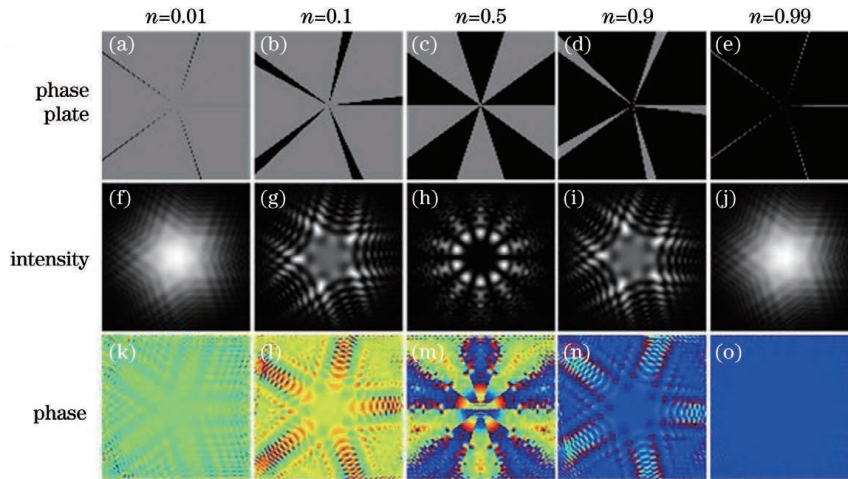 n=0.01 n=0.1 n=0.5 n=0.9 n=0.99
(a) (b) (c) (d) (e)
phase
plate
(f) (g) (h) (i) (j)
intensity
(k) (l) (m) (n) (o)
phase